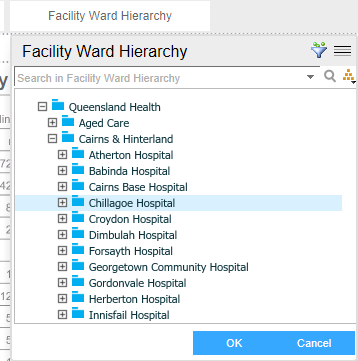 Facility Ward Hierarchy
Facility Ward Hierarchy
Search in Facility Ward Hierarchy
Queensland Health
Aged Care
Cairns & Hinterland
Atherton Hospital
Babinda Hospital
Cairns Base Hospital
Chillagoe Hospital
Croydon Hospital
Dimbulah Hospital
Forsayth Hospital
Georgetown Community Hospital
Gordonvale Hospital
Herberton Hospital
Innisfail Hospital
OK Cancel